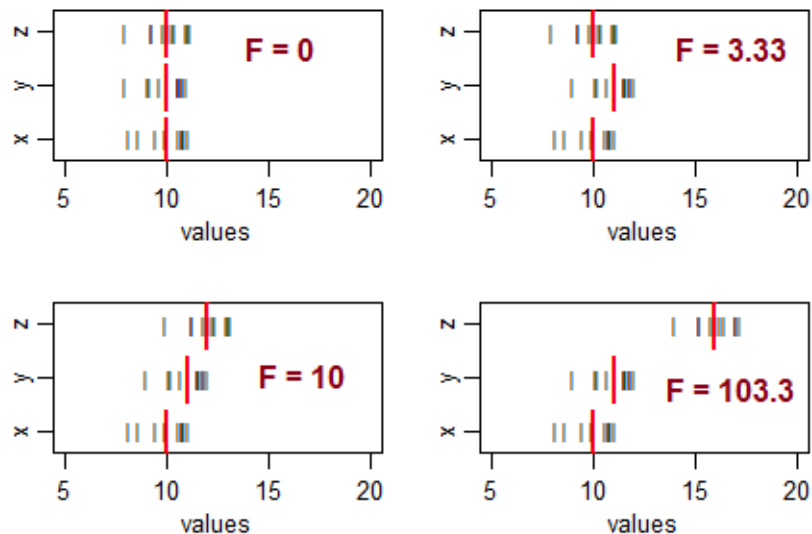 z
y
x
F = 0
5 10 15 20
values
z
y
x
F = 3.33
5 10 15 20
values
z
y
x
F = 10
5 10 15 20
values
z
y
x
F = 103.3
5 10 15 20
values